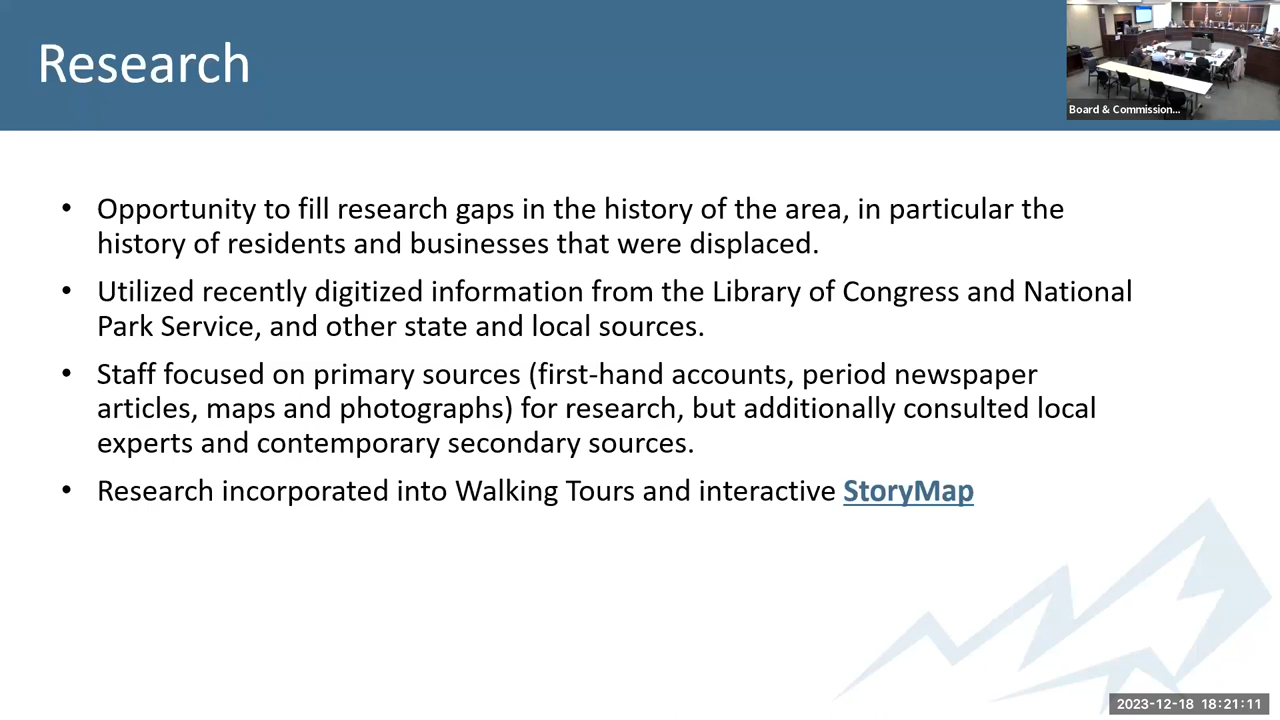 Research
Board & Commission...
• Opportunity to fill research gaps in the history of the area, in particular the
history of residents and businesses that were displaced.
• Utilized recently digitized information from the Library of Congress and National
Park Service, and other state and local sources.
• Staff focused on primary sources (first-hand accounts, period newspaper
articles, maps and photographs) for research, but additionally consulted local
experts and contemporary secondary sources.
• Research incorporated into Walking Tours and interactive StoryMap
2023-12-18 18:21:11